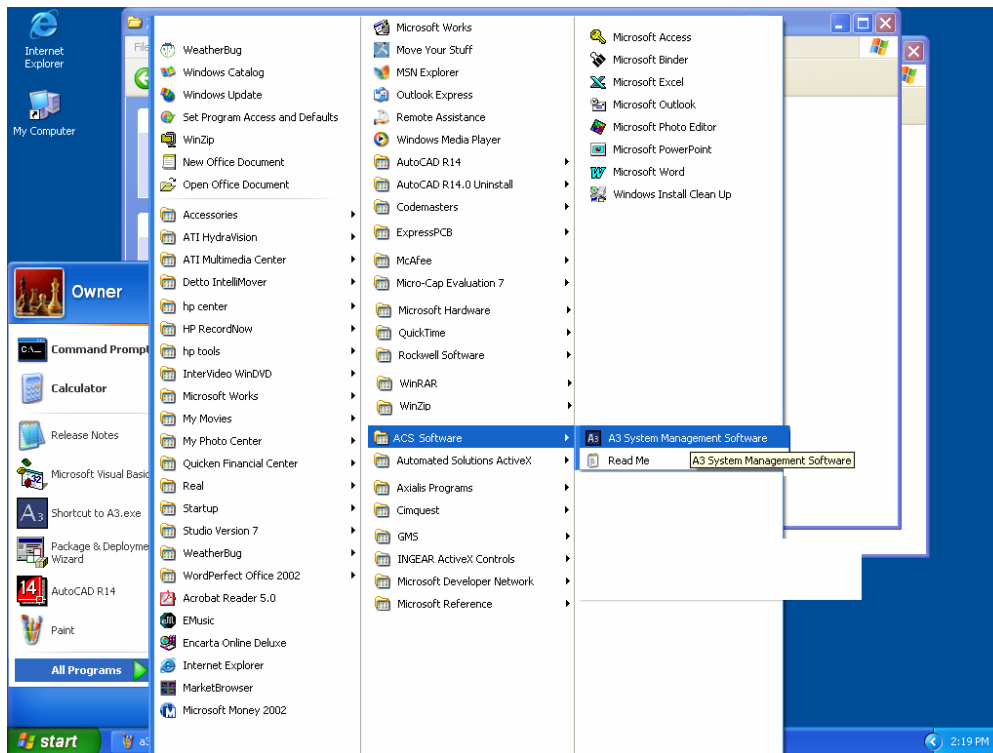 Internet
Explorer
My Computer
File
Owner
Command Prompt
Calculator
Release Notes
Microsoft Visual Basic
A3
Shortcut to A3.exe
Package & Deployme
Wizard
14
AutoCAD R14
Paint
All Programs
start
a3
WeatherBug
Windows Catalog
Windows Update
Set Program Access and Defaults
WinZip
New Office Document
Open Office Document
Accessories
ATI HydraVision
ATI Multimedia Center
Detto IntelliMover
hp center
HP RecordNow
hp tools
InterVideo WinDVD
Microsoft Works
My Movies
My Photo Center
Quicken Financial Center
Real
Startup
Studio Version 7
WeatherBug
WordPerfect Office 2002
Acrobat Reader 5.0
EMusic
Encarta Online Deluxe
Internet Explorer
MarketBrowser
Microsoft Money 2002
Microsoft Works
Move Your Stuff
MSN Explorer
Outlook Express
Remote Assistance
Windows Media Player
AutoCAD R14
AutoCAD R14.0 Uninstall
Codemasters
ExpressPCB
McAfee
Micro-Cap Evaluation 7
Microsoft Hardware
QuickTime
Rockwell Software
WinRAR
WinZip
ACS Software
Automated Solutions ActiveX
Axialis Programs
Cimquest
GMS
INGEAR ActiveX Controls
Microsoft Developer Network
Microsoft Reference
Microsoft Access
Microsoft Binder
Microsoft Excel
Microsoft Outlook
Microsoft Photo Editor
Microsoft PowerPoint
Microsoft Word
Windows Install Clean Up
A3 A3 System Management Software
Read Me
A3 System Management Software
2:19 PM